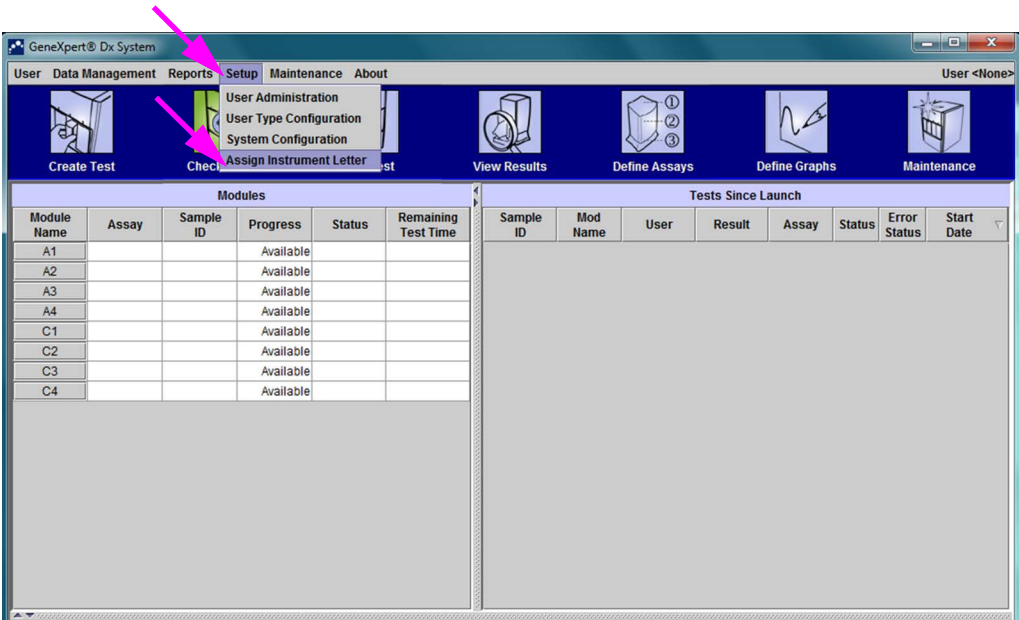 GeneXpert® Dx System
User Data Management Reports Setup Maintenance About User <None>
User Administration
User Type Configuration
System Configuration
Assign Instrument Letter
Create Test View Results Define Assays Define Graphs Maintenance
① ② ③
Modules
Module Name Assay Sample ID Progress Status Remaining Test Time
A1 Available
A2 Available
A3 Available
A4 Available
C1 Available
C2 Available
C3 Available
C4 Available
Tests Since Launch
Sample ID Mod Name User Result Assay Status Error Status Start Date